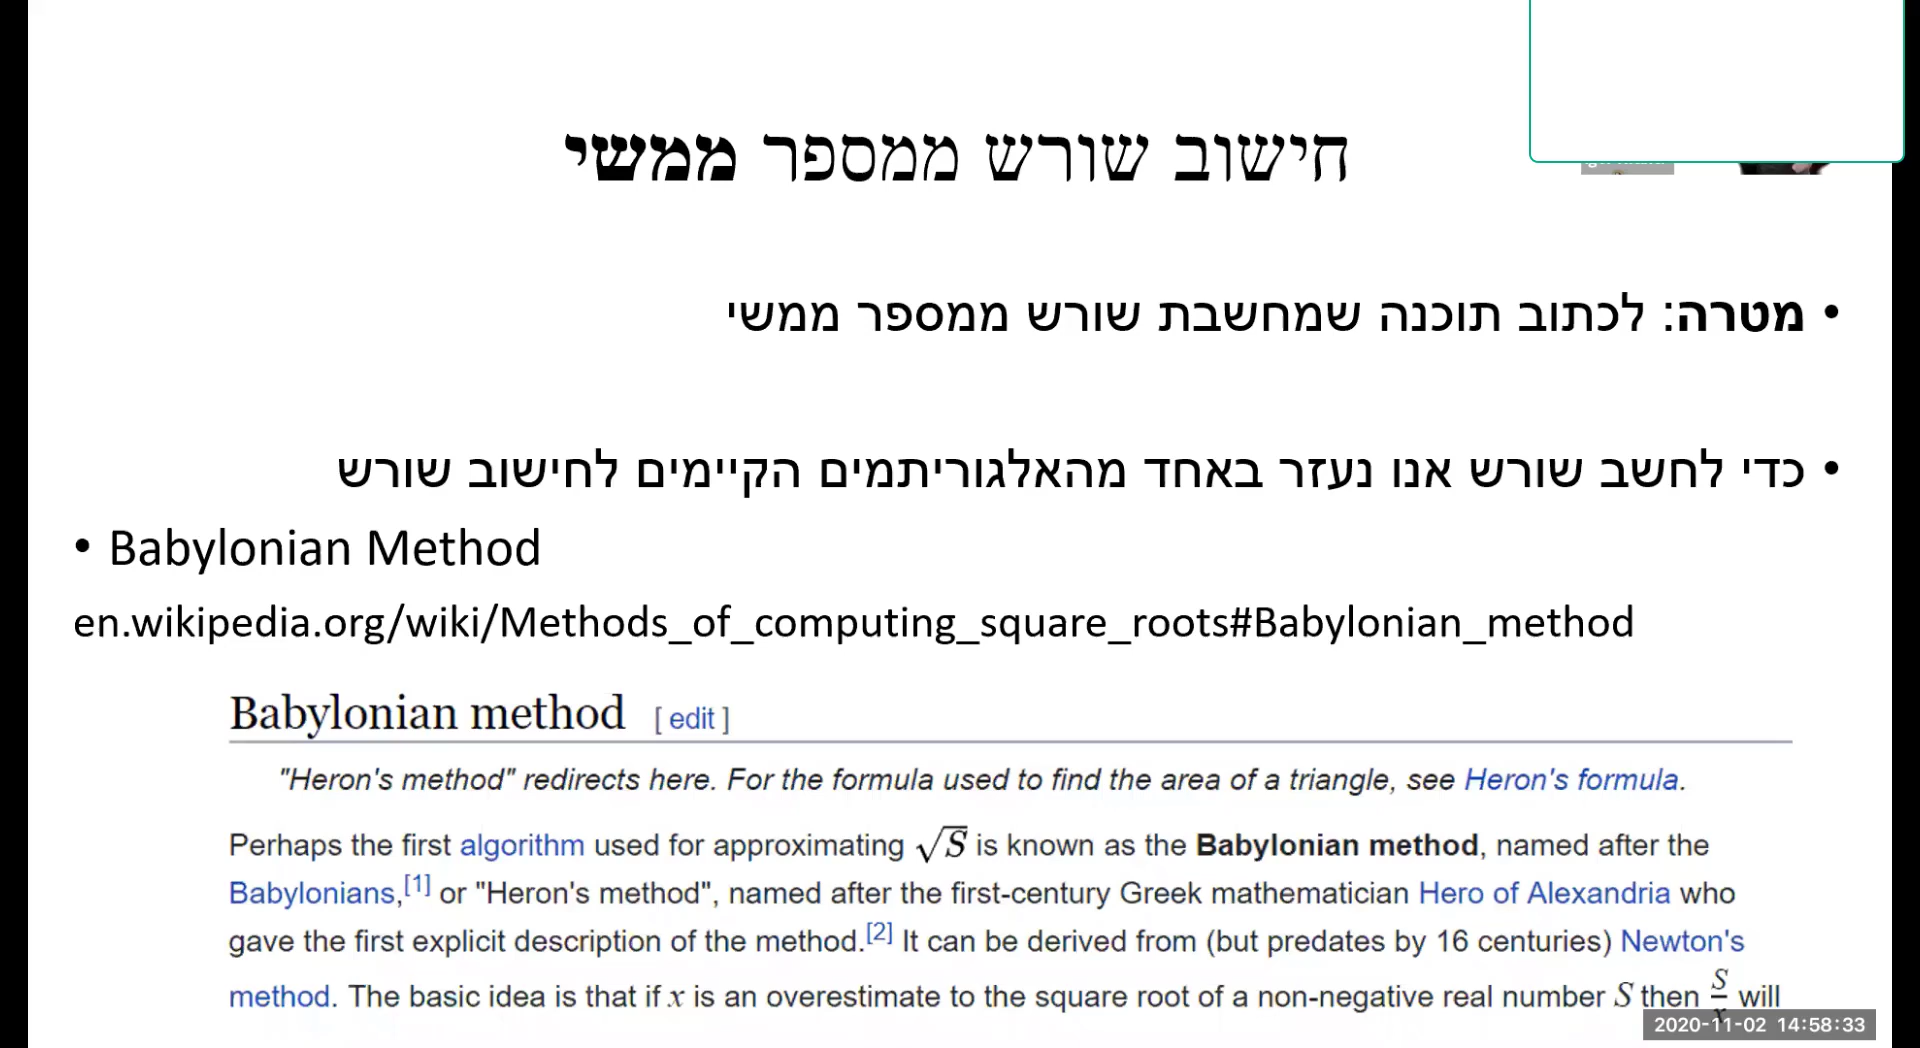 חישוב שורש ממספר ממשי
• מטרה: לכתוב תוכנה שמחשבת שורש ממספר ממשי
• כדי לחשב שורש אנו נעזר באחד מהאלגוריתמים הקיימים לחישוב שורש
• Babylonian Method
en.wikipedia.org/wiki/Methods_of_computing_square_roots#Babylonian_method
Babylonian method [ edit ]
"Heron's method" redirects here. For the formula used to find the area of a triangle, see Heron's formula.
Perhaps the first algorithm used for approximating √S is known as the Babylonian method, named after the
Babylonians,[1] or "Heron's method", named after the first-century Greek mathematician Hero of Alexandria who
gave the first explicit description of the method.[2] It can be derived from (but predates by 16 centuries) Newton's
method. The basic idea is that if x is an overestimate to the square root of a non-negative real number S then S/x will
2020-11-02 14:58:33